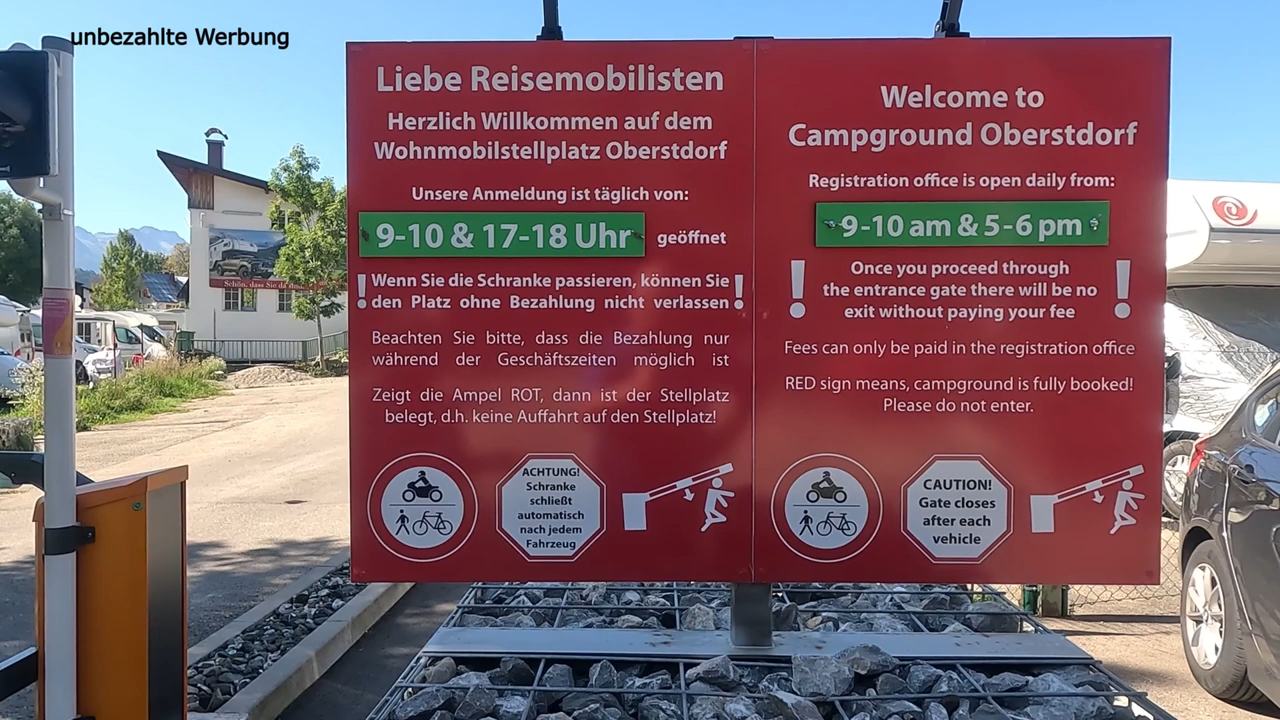 unbezahlte Werbung
Liebe Reisemobilisten
Herzlich Willkommen auf dem
Wohnmobilstellplatz Oberstdorf
Unsere Anmeldung ist täglich von:
9-10 & 17-18 Uhr geöffnet
! Wenn Sie die Schranke passieren, können Sie !
den Platz ohne Bezahlung nicht verlassen
Beachten Sie bitte, dass die Bezahlung nur
während der Geschäftszeiten möglich ist
Zeigt die Ampel ROT, dann ist der Stellplatz
belegt, d.h. keine Auffahrt auf den Stellplatz!
ACHTUNG!
Schranke
schließt
automatisch
nach jedem
Fahrzeug
Welcome to
Campground Oberstdorf
Registration office is open daily from:
9-10 am & 5-6 pm
! Once you proceed through !
the entrance gate there will be no
exit without paying your fee
Fees can only be paid in the registration office
RED sign means, campground is fully booked!
Please do not enter.
CAUTION!
Gate closes
after each
vehicle